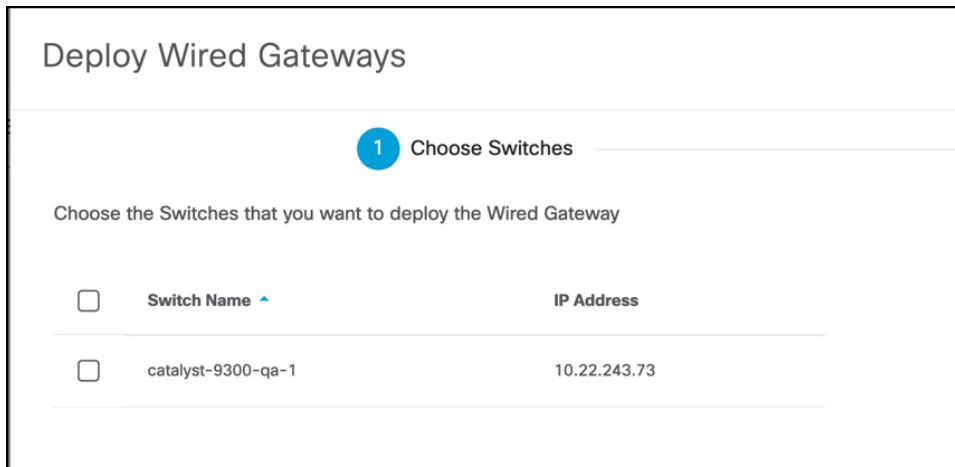 Deploy Wired Gateways
1 Choose Switches
Choose the Switches that you want to deploy the Wired Gateway
Switch Name IP Address
catalyst-9300-qa-1 10.22.243.73